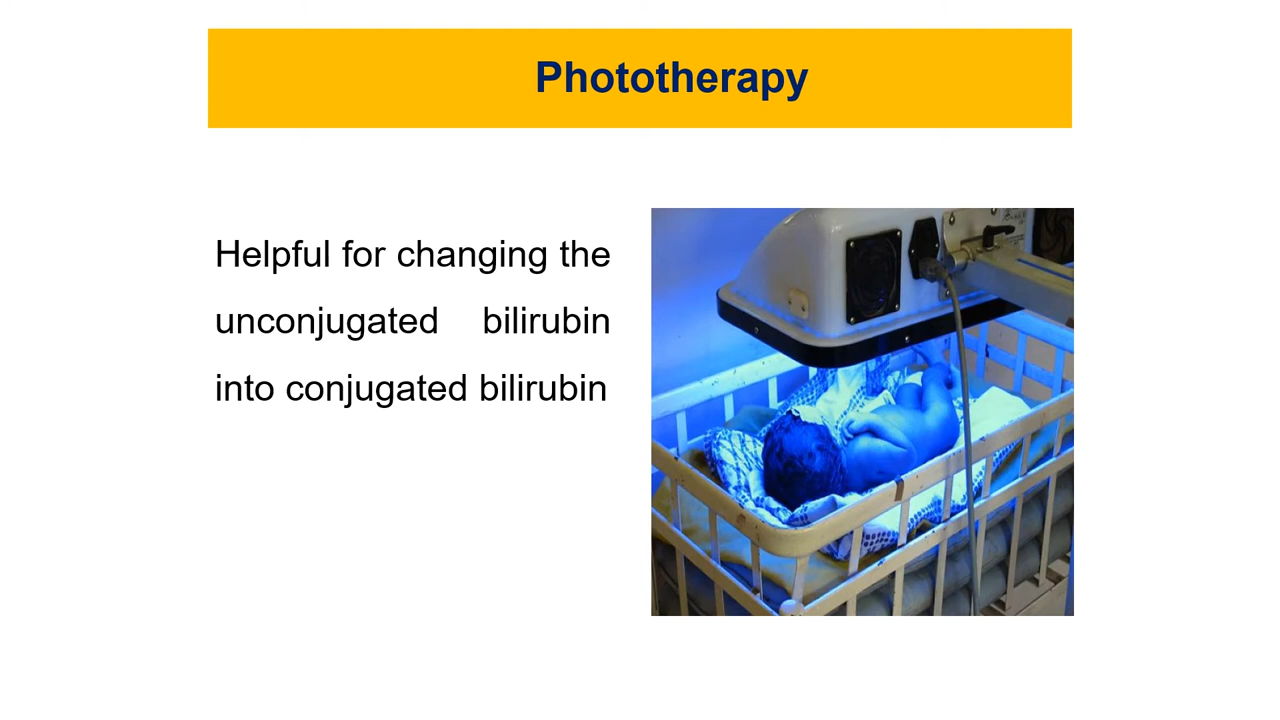 Phototherapy
Helpful for changing the
unconjugated bilirubin
into conjugated bilirubin